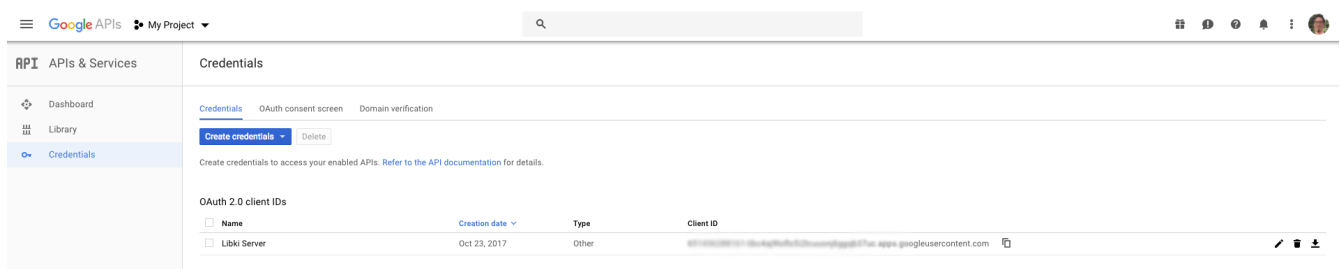 Google APIs My Project
API APIs & Services
Credentials
Dashboard
Library
Credentials
Credentials OAuth consent screen Domain verification
Create credentials Delete
Create credentials to access your enabled APIs. Refer to the API documentation for details.
OAuth 2.0 client IDs
Name Creation date Type Client ID
Libki Server Oct 23, 2017 Other .apps.googleusercontent.com